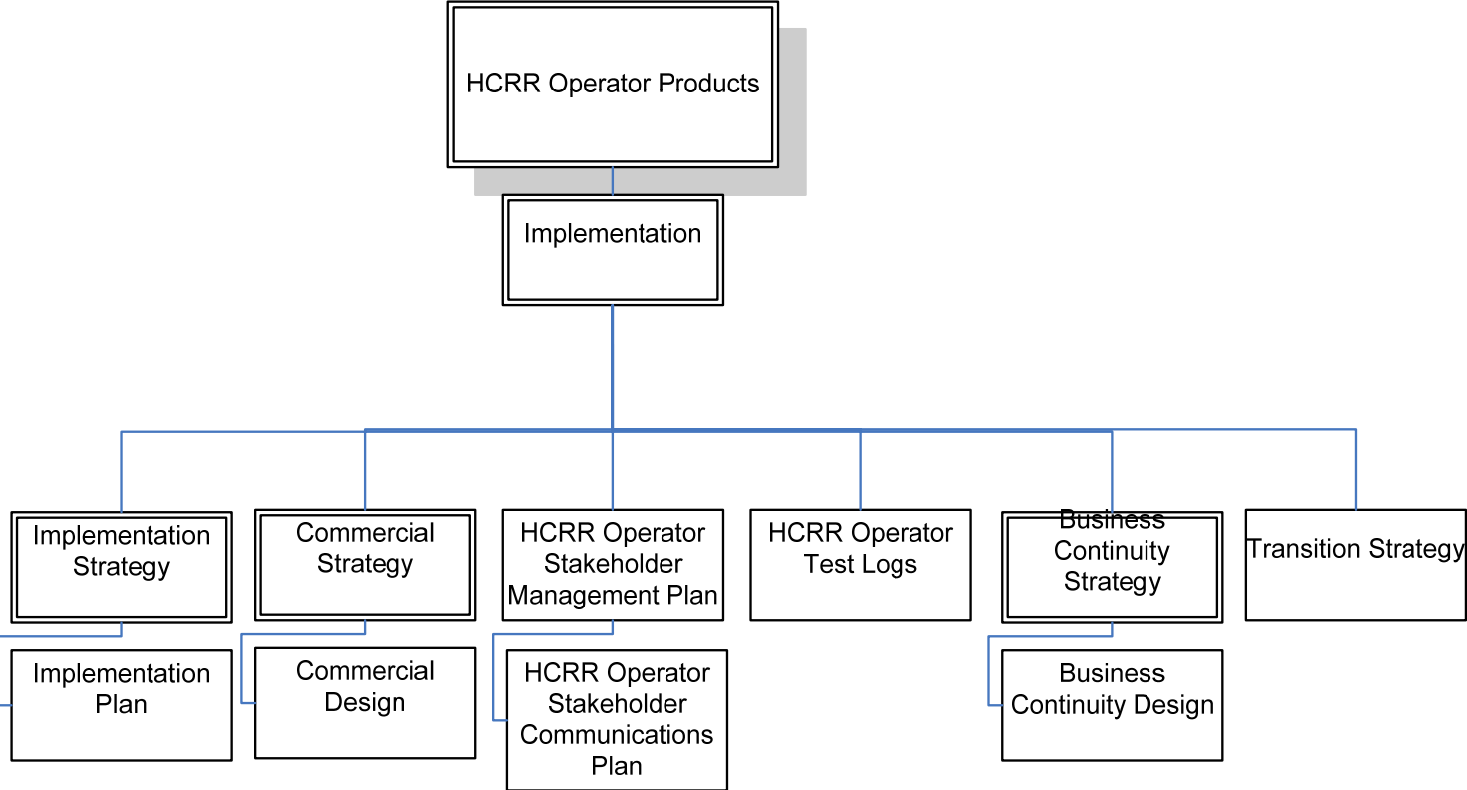 HCRR Operator Products
Implementation
Implementation
Strategy
Commercial
Strategy
HCRR Operator
Stakeholder
Management Plan
HCRR Operator
Test Logs
Business
Continuity
Strategy
Transition Strategy
Implementation
Plan
Commercial
Design
HCRR Operator
Stakeholder
Communications
Plan
Business
Continuity Design